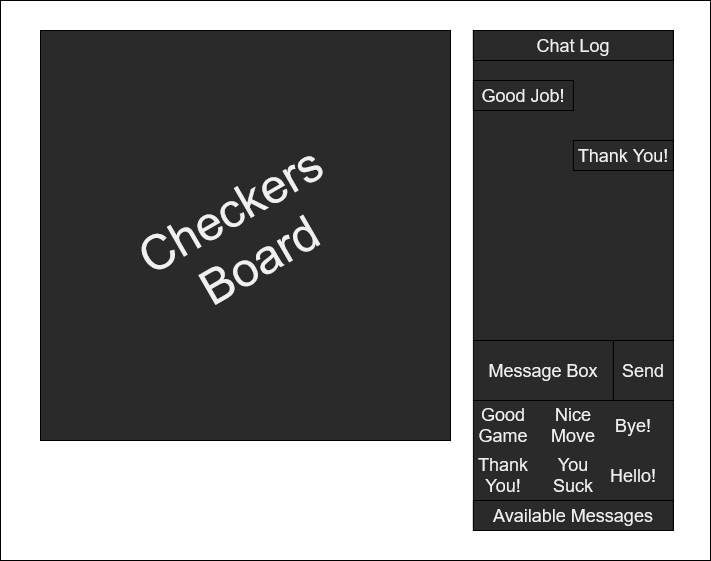 Checkers
Board
Chat Log
Good Job!
Thank You!
Message Box
Send
Good
Game
Nice
Move
Bye!
Thank
You!
You
Suck
Hello!
Available Messages